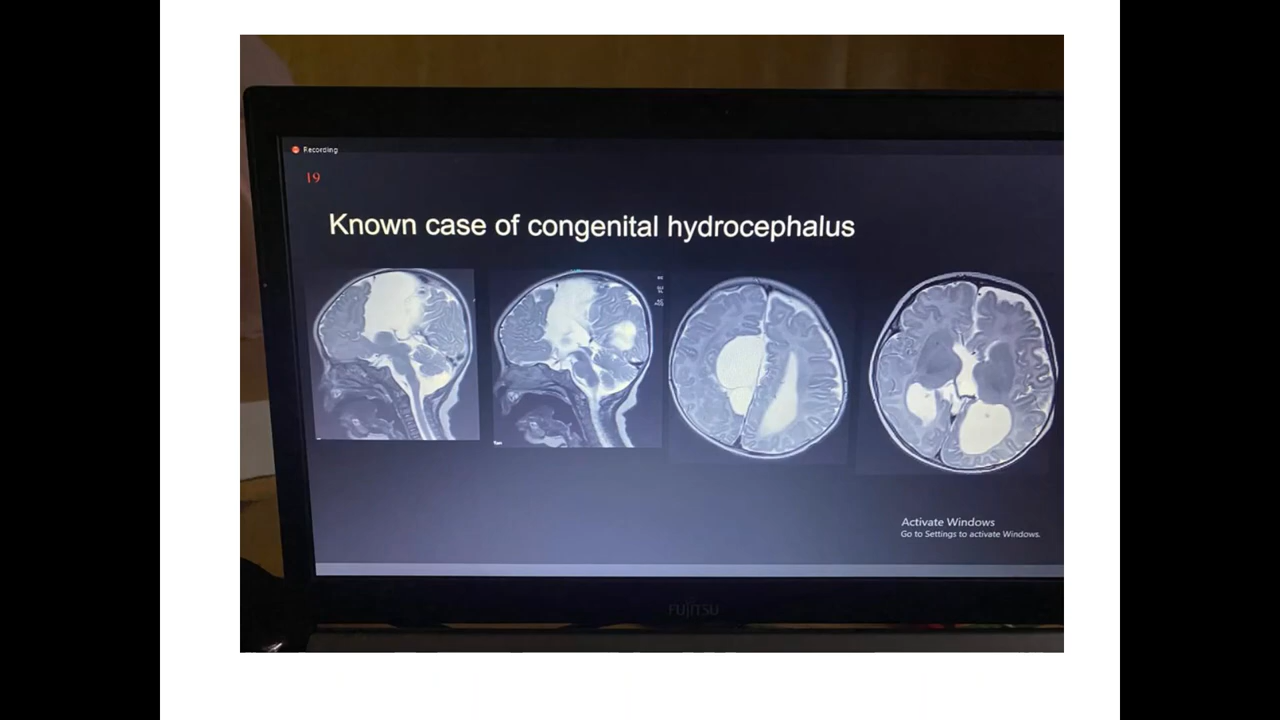 Recording
19
Known case of congenital hydrocephalus
Activate Windows
Go to Settings to activate Windows.
FUJITSU